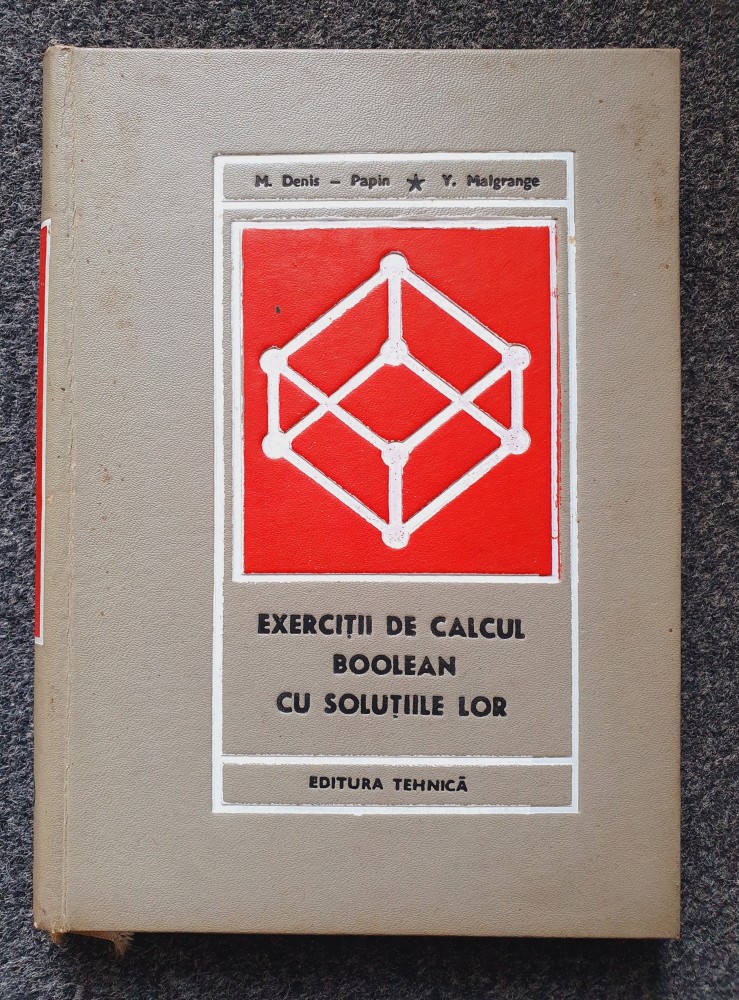 M. Denis – Papin ★ Y. Malgrange
EXERCIȚII DE CALCUL
BOOLEAN
CU SOLUȚIILE LOR
EDITURA TEHNICĂ